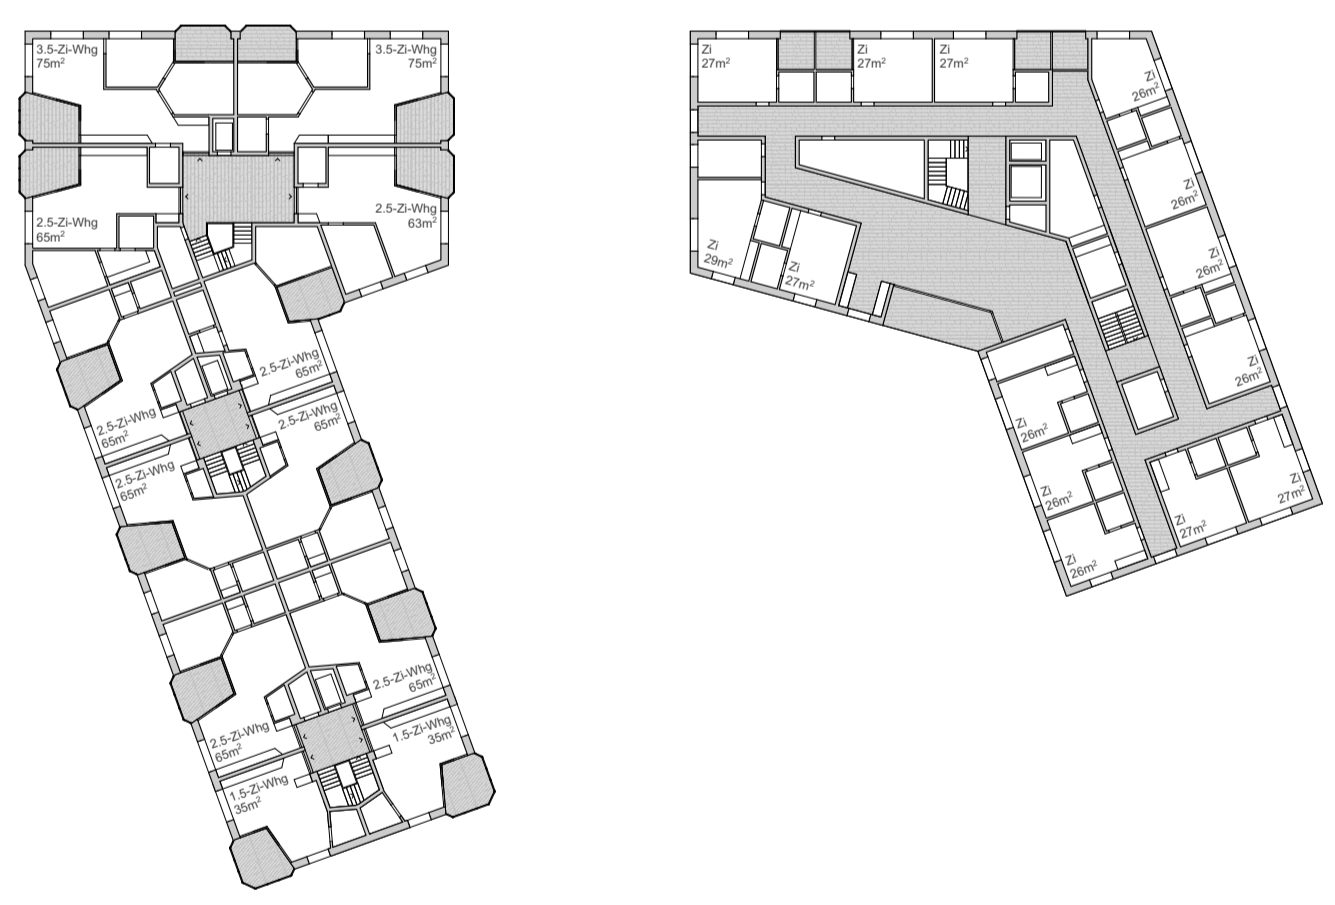 3.5-Zi-Whg
75m²
3.5-Zi-Whg
75m²
2.5-Zi-Whg
65m²
2.5-Zi-Whg
63m²
2.5-Zi-Whg
65m²
2.5-Zi-Whg
65m²
2.5-Zi-Whg
65m²
2.5-Zi-Whg
65m²
2.5-Zi-Whg
65m²
2.5-Zi-Whg
65m²
1.5-Zi-Whg
35m²
1.5-Zi-Whg
35m²
Zi
27m²
Zi
27m²
Zi
27m²
Zi
26m²
Zi
26m²
Zi
26m²
Zi
26m²
Zi
29m²
Zi
27m²
Zi
26m²
Zi
26m²
Zi
26m²
Zi
27m²
Zi
27m²